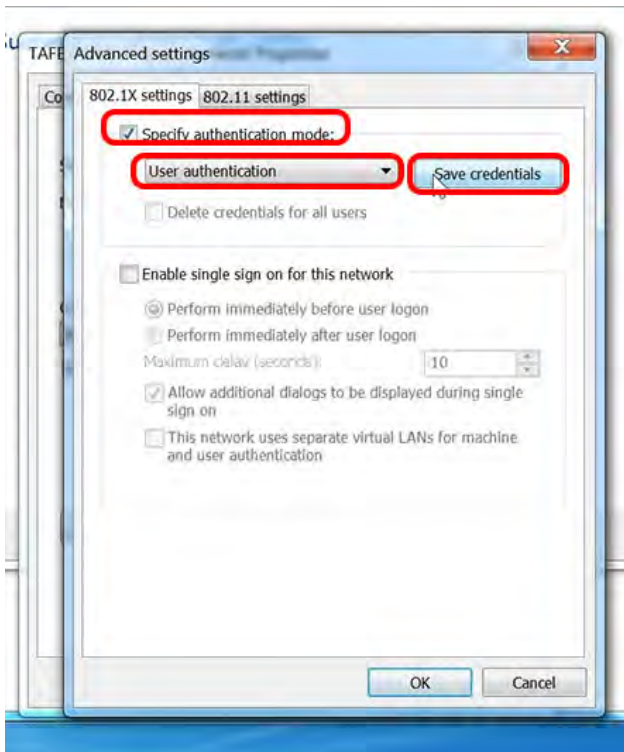 Su
TAFE
Advanced settings
Co
802.1X settings 802.11 settings
Specify authentication mode:
User authentication
Save credentials
Delete credentials for all users
Enable single sign on for this network
Perform immediately before user logon
Perform immediately after user logon
Maximum delay (seconds):
10
Allow additional dialogs to be displayed during single
sign on
This network uses separate virtual LANs for machine
and user authentication
OK
Cancel